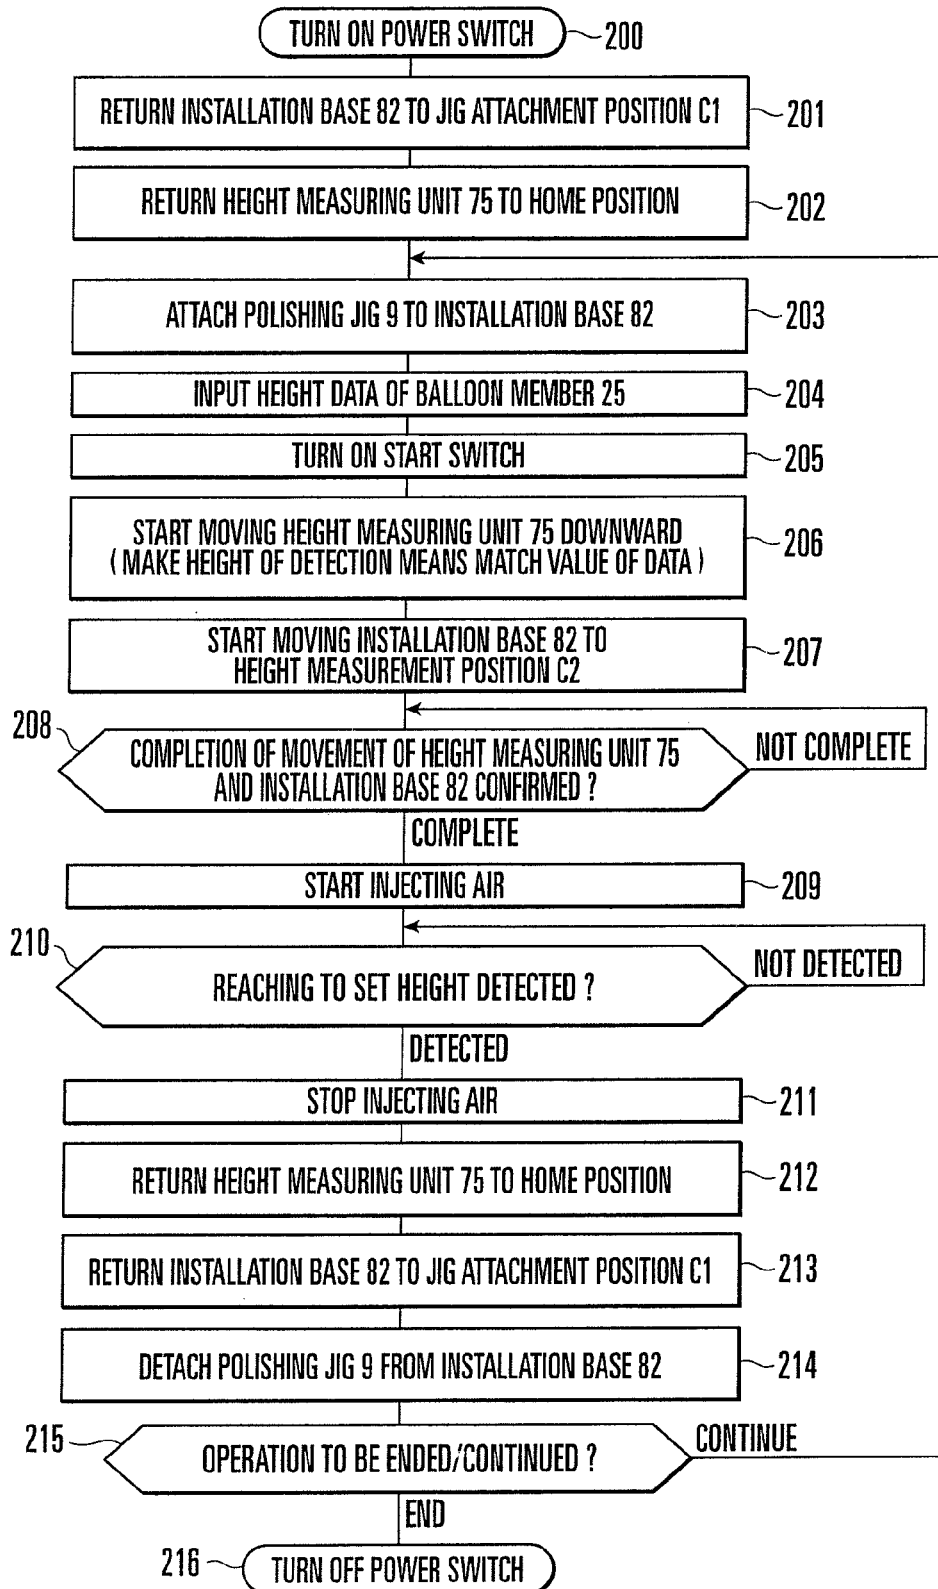 TURN ON POWER SWITCH 200
RETURN INSTALLATION BASE 82 TO JIG ATTACHMENT POSITION C1 201
RETURN HEIGHT MEASURING UNIT 75 TO HOME POSITION 202
ATTACH POLISHING JIG 9 TO INSTALLATION BASE 82 203
INPUT HEIGHT DATA OF BALLOON MEMBER 25 204
TURN ON START SWITCH 205
START MOVING HEIGHT MEASURING UNIT 75 DOWNWARD
( MAKE HEIGHT OF DETECTION MEANS MATCH VALUE OF DATA ) 206
START MOVING INSTALLATION BASE 82 TO
HEIGHT MEASUREMENT POSITION C2 207
208
COMPLETION OF MOVEMENT OF HEIGHT MEASURING UNIT 75
AND INSTALLATION BASE 82 CONFIRMED ?
NOT COMPLETE
COMPLETE
START INJECTING AIR 209
210
REACHING TO SET HEIGHT DETECTED ?
NOT DETECTED
DETECTED
STOP INJECTING AIR 211
RETURN HEIGHT MEASURING UNIT 75 TO HOME POSITION 212
RETURN INSTALLATION BASE 82 TO JIG ATTACHMENT POSITION C1 213
DETACH POLISHING JIG 9 FROM INSTALLATION BASE 82 214
215
OPERATION TO BE ENDED/CONTINUED ?
CONTINUE
END
216 TURN OFF POWER SWITCH